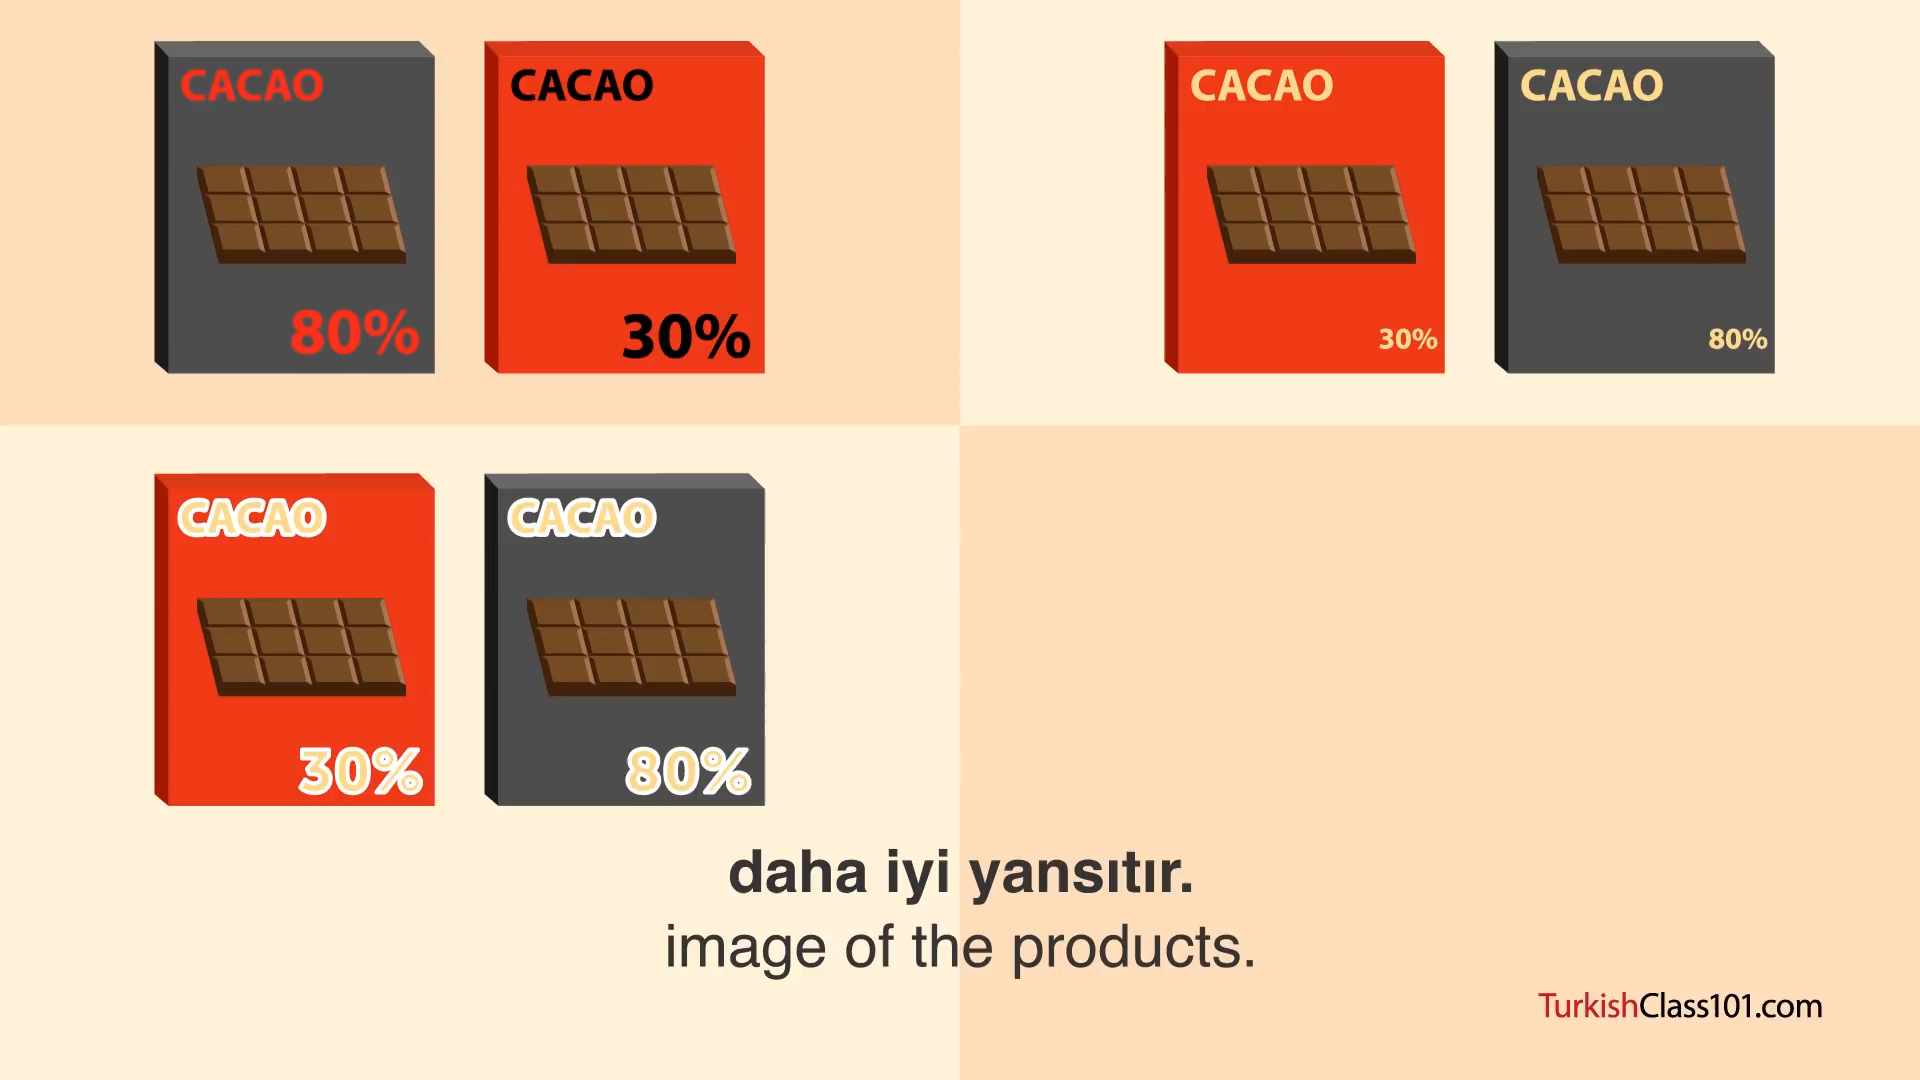 CACAO
80%
CACAO
30%
CACAO
30%
CACAO
80%
CACAO
30%
CACAO
80%
daha iyi yansıtır.
image of the products.
TurkishClass101.com